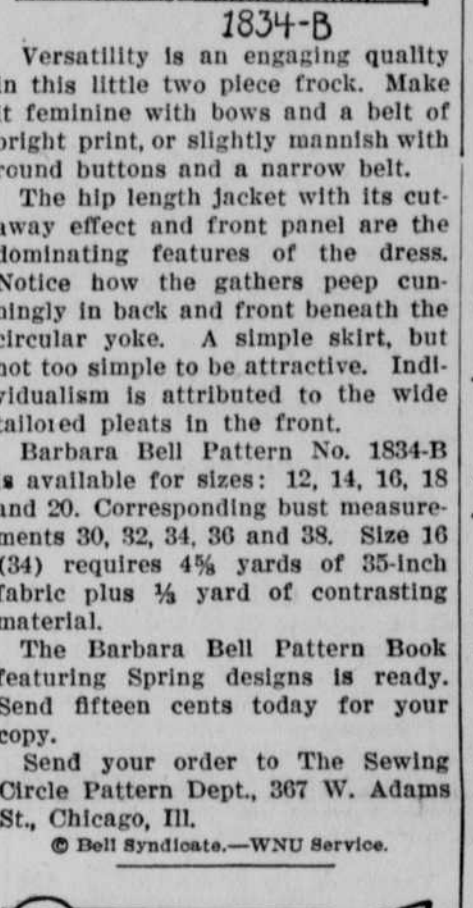 1834-B
Versatility is an engaging quality
in this little two piece frock. Make
it feminine with bows and a belt of
bright print, or slightly mannish with
round buttons and a narrow belt.
The hip length jacket with its cut-
away effect and front panel are the
dominating features of the dress.
Notice how the gathers peep cun-
ningly in back and front beneath the
circular yoke. A simple skirt, but
not too simple to be attractive. Indi-
vidualism is attributed to the wide
tailored pleats in the front.
Barbara Bell Pattern No. 1834-B
is available for sizes: 12, 14, 16, 18
and 20. Corresponding bust measure-
ments 30, 32, 34, 36 and 38. Size 16
(34) requires 4⅝ yards of 35-inch
fabric plus ⅓ yard of contrasting
material.
The Barbara Bell Pattern Book
featuring Spring designs is ready.
Send fifteen cents today for your
copy.
Send your order to The Sewing
Circle Pattern Dept., 367 W. Adams
St., Chicago, Ill.
© Bell Syndicate.—WNU Service.